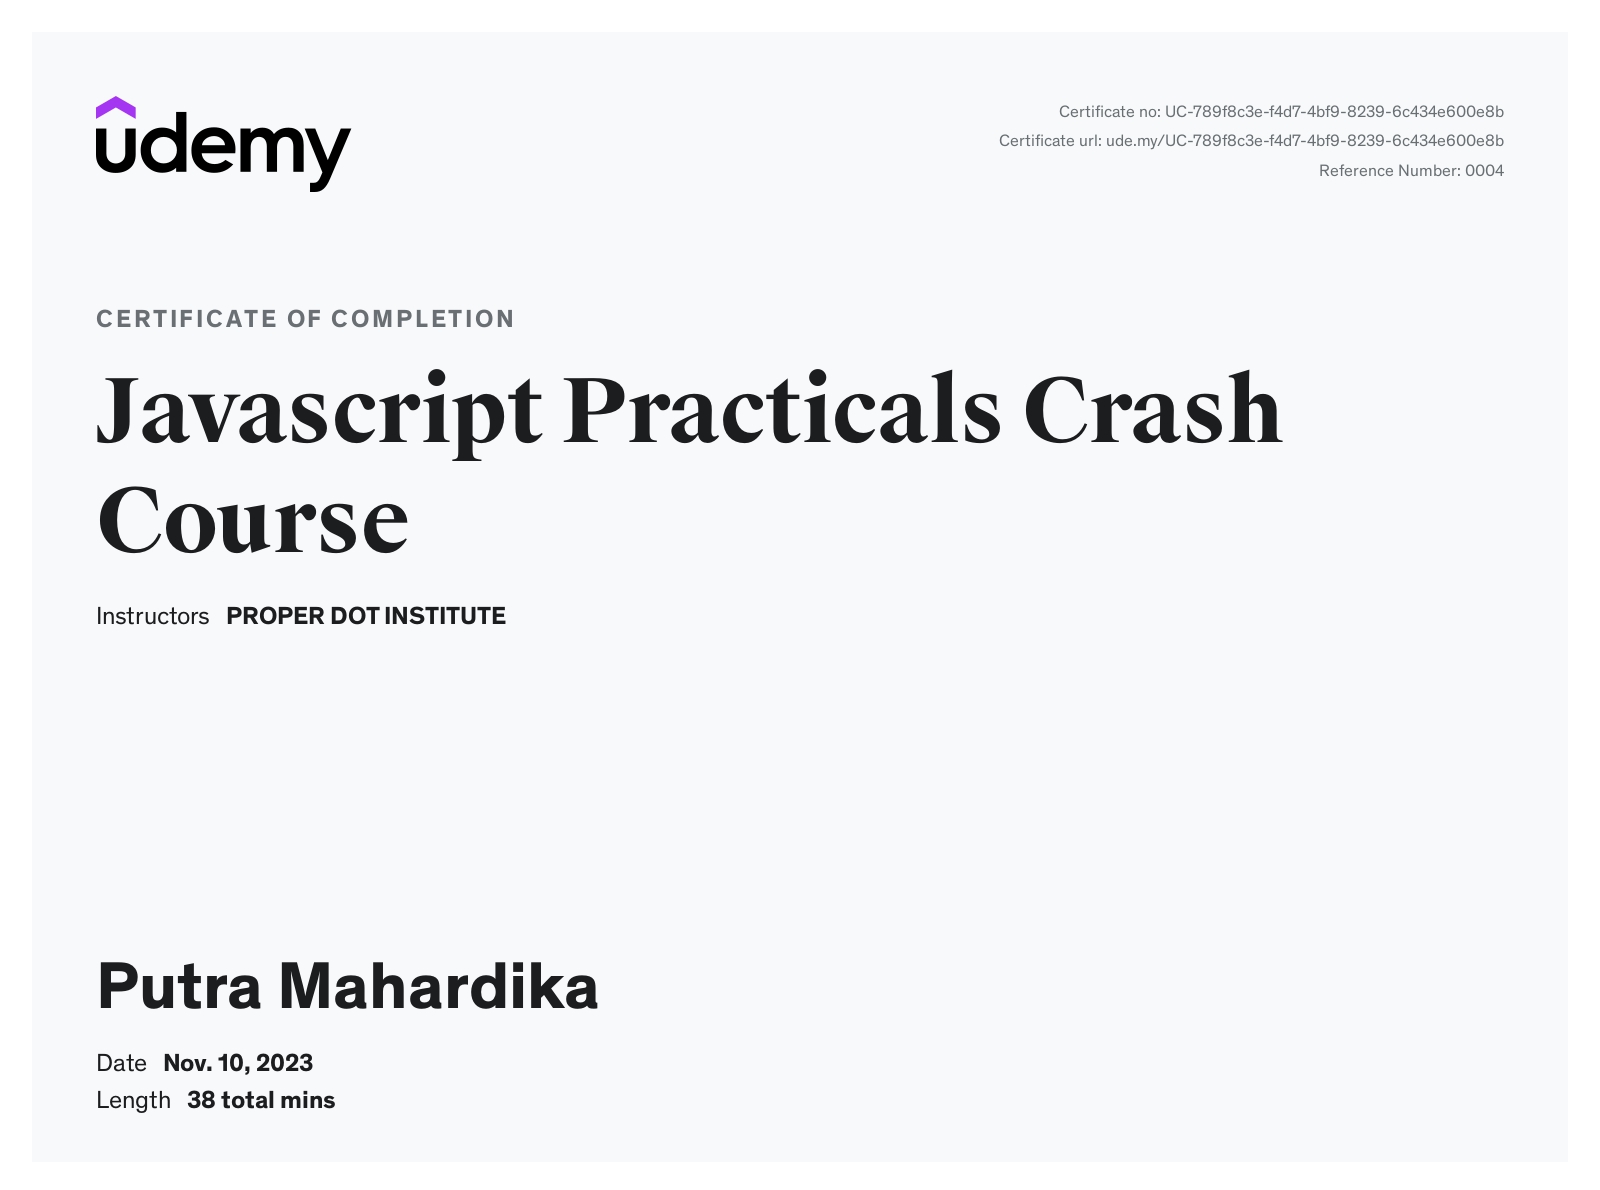 udemy
Certificate no: UC-789f8c3e-f4d7-4bf9-8239-6c434e600e8b
Certificate url: ude.my/UC-789f8c3e-f4d7-4bf9-8239-6c434e600e8b
Reference Number: 0004
CERTIFICATE OF COMPLETION
Javascript Practicals Crash
Course
Instructors PROPER DOT INSTITUTE
Putra Mahardika
Date Nov. 10, 2023
Length 38 total mins